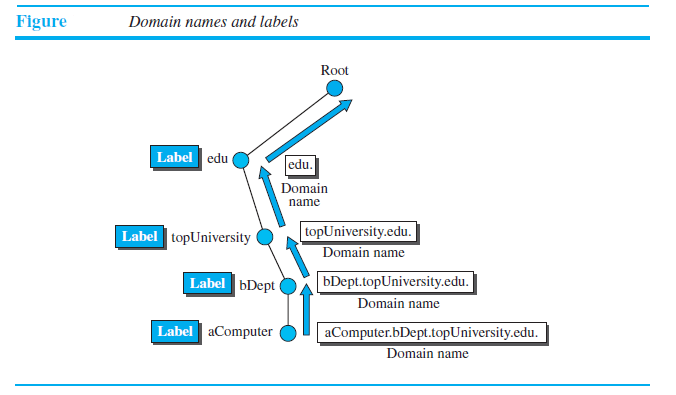 Figure Domain names and labels
Root
Label edu
edu.
Domain
name
Label topUniversity
topUniversity.edu.
Domain name
Label bDept
bDept.topUniversity.edu.
Domain name
Label aComputer
aComputer.bDept.topUniversity.edu.
Domain name